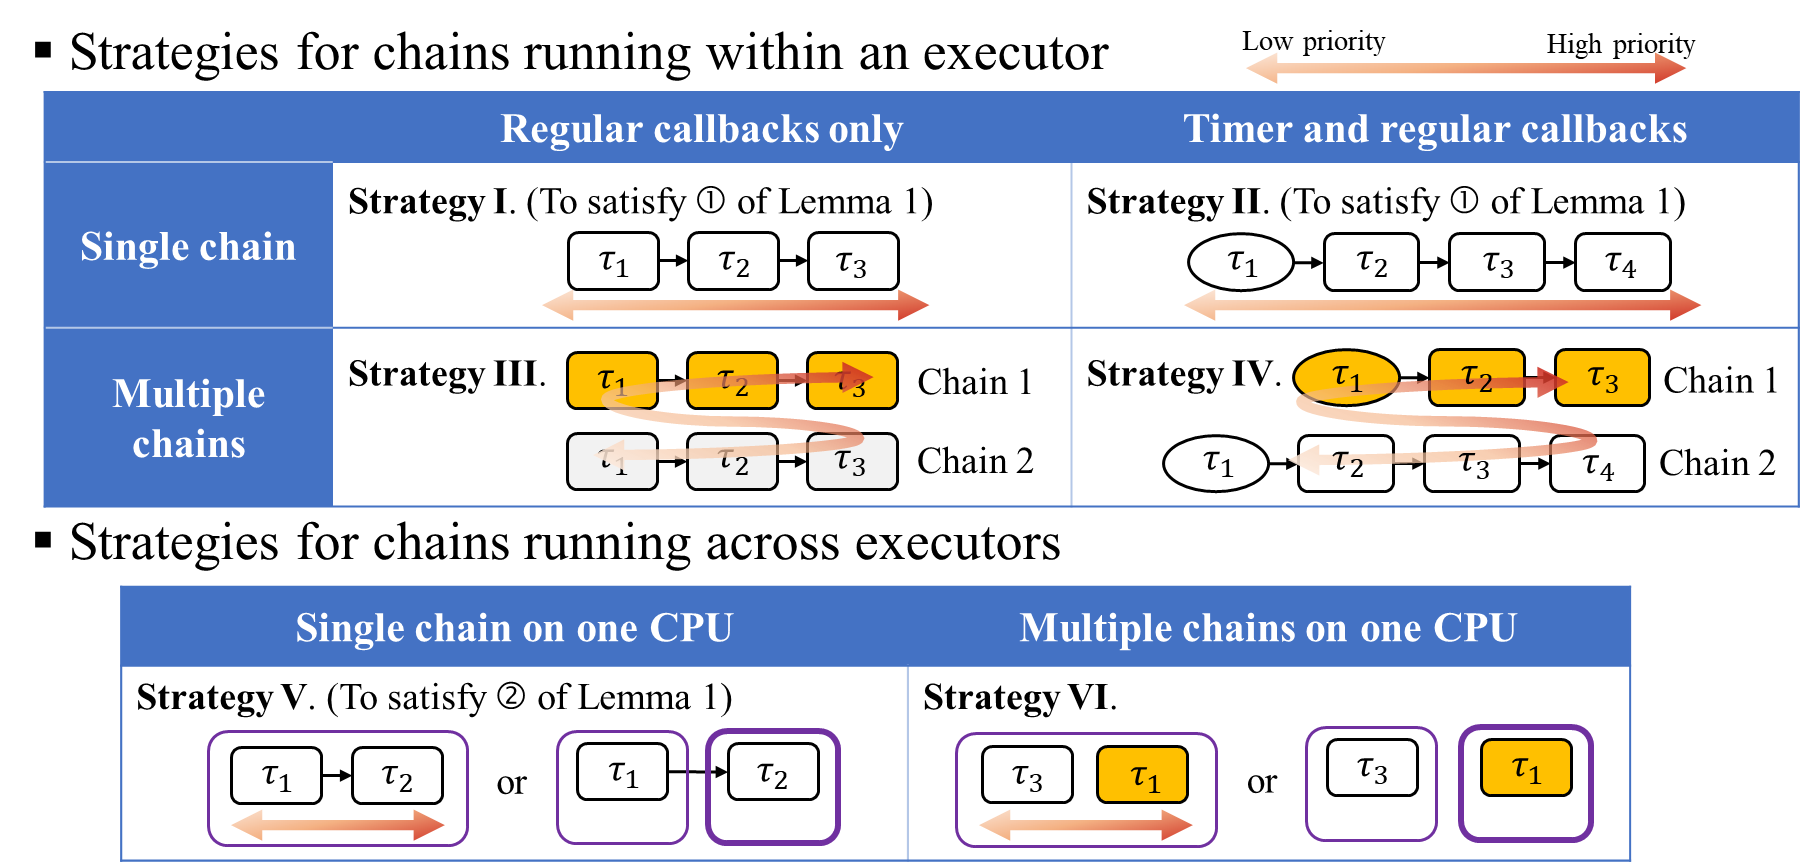 ▪ Strategies for chains running within an executor
Low priority High priority
Regular callbacks only Timer and regular callbacks
Single chain
Strategy I. (To satisfy ① of Lemma 1)
τ1 τ2 τ3
Strategy II. (To satisfy ① of Lemma 1)
τ1 τ2 τ3 τ4
Multiple
chains
Strategy III.
τ1 τ2 τ3 Chain 1
τ1 τ2 τ3 Chain 2
Strategy IV.
τ1 τ2 τ3 Chain 1
τ1 τ2 τ3 τ4 Chain 2
▪ Strategies for chains running across executors
Single chain on one CPU Multiple chains on one CPU
Strategy V. (To satisfy ② of Lemma 1)
τ1 τ2 or τ1 τ2
Strategy VI.
τ3 τ1 or τ3 τ1